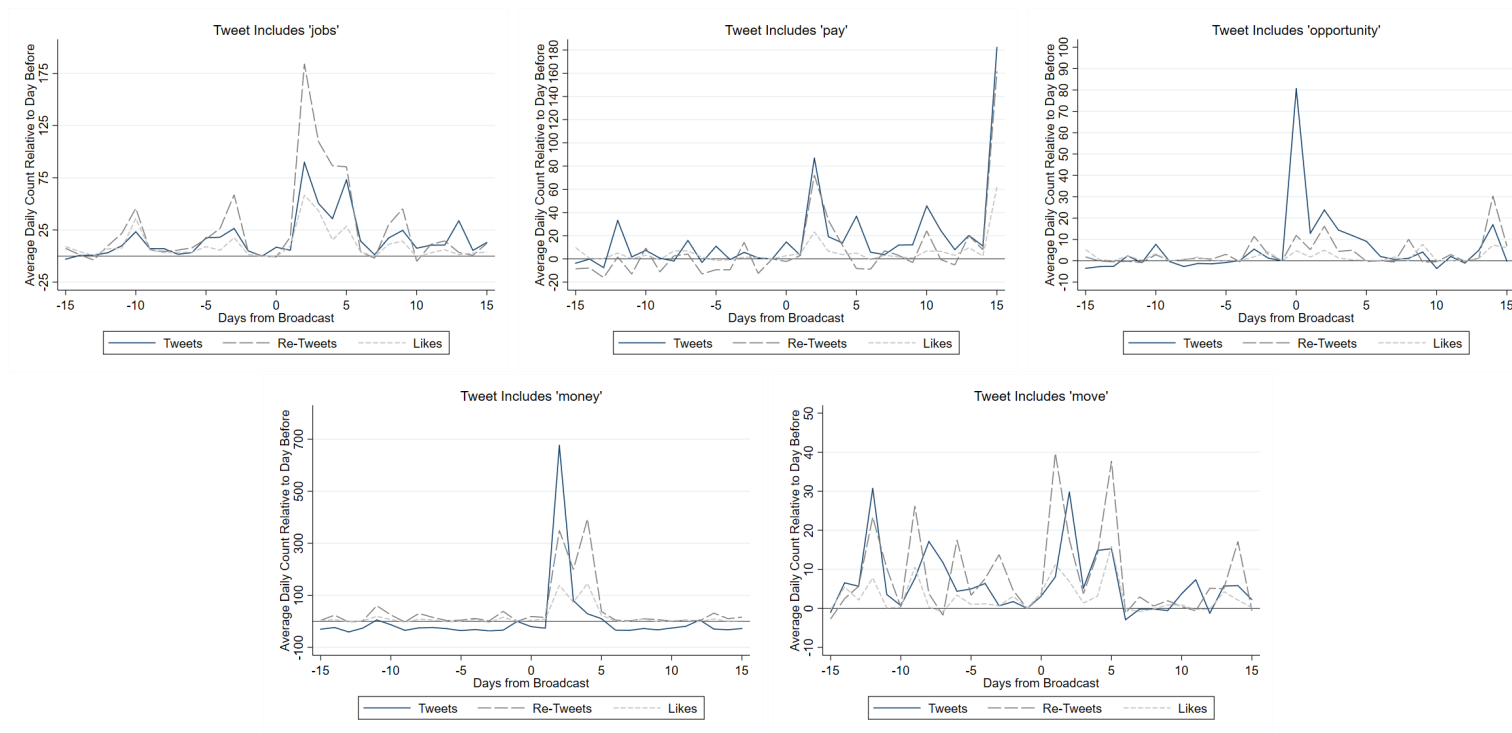 Tweet Includes 'jobs'
Average Daily Count Relative to Day Before
-25 25 75 125 175
-15 -10 -5 0 5 10 15
Days from Broadcast
Tweets Re-Tweets Likes
Tweet Includes 'pay'
Average Daily Count Relative to Day Before
-20 0 20 40 60 80 100 120 140 160 180
-15 -10 -5 0 5 10 15
Days from Broadcast
Tweets Re-Tweets Likes
Tweet Includes 'opportunity'
Average Daily Count Relative to Day Before
-10 0 10 20 30 40 50 60 70 80 90 100
-15 -10 -5 0 5 10 15
Days from Broadcast
Tweets Re-Tweets Likes
Tweet Includes 'money'
Average Daily Count Relative to Day Before
-100 100 300 500 700
-15 -10 -5 0 5 10 15
Days from Broadcast
Tweets Re-Tweets Likes
Tweet Includes 'move'
Average Daily Count Relative to Day Before
-10 0 10 20 30 40 50
-15 -10 -5 0 5 10 15
Days from Broadcast
Tweets Re-Tweets Likes